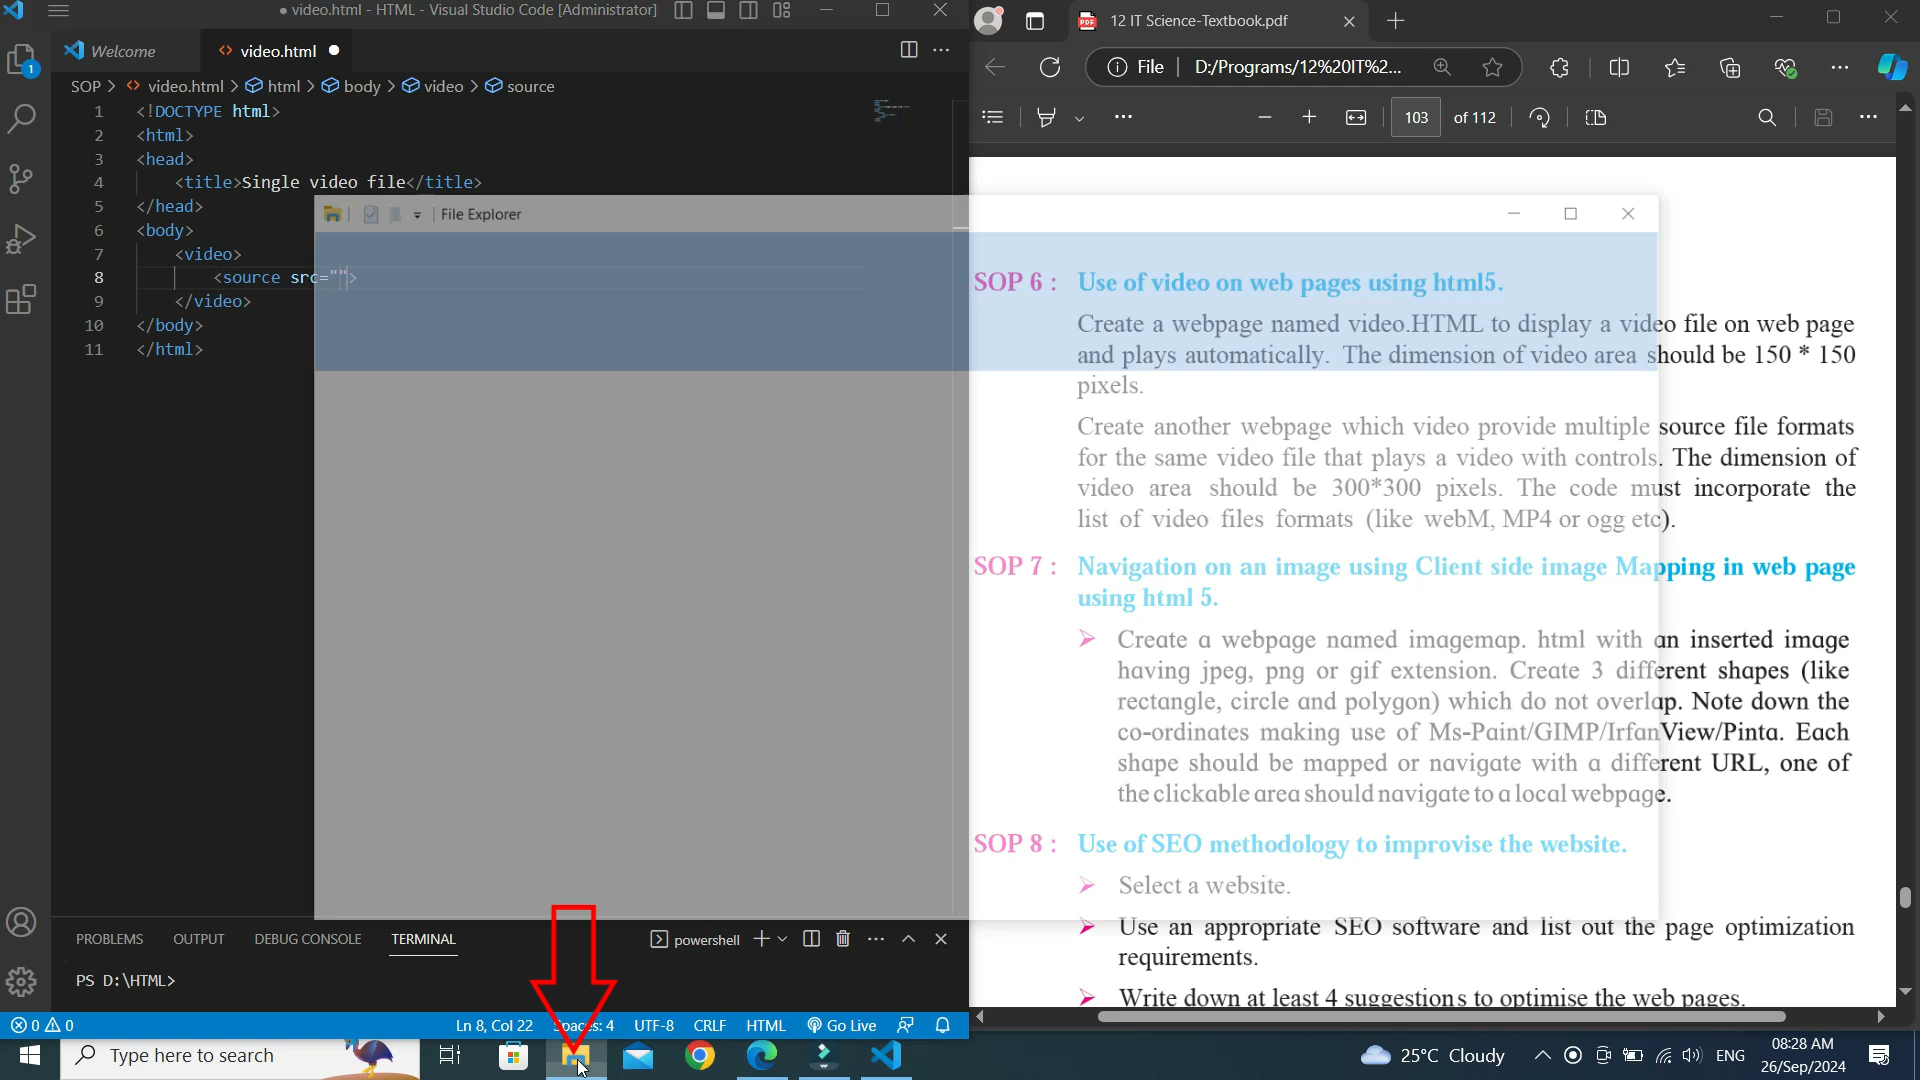 ● video.html - HTML - Visual Studio Code [Administrator]
Welcome
<> video.html ●
SOP > <> video.html > html > body > video > source
1 <!DOCTYPE html>
2 <html>
3 <head>
4 <title>Single video file</title>
5 </head>
6 <body>
7 <video>
8 <source src="">
9 </video>
10 </body>
11 </html>
1
File Explorer
PROBLEMS OUTPUT DEBUG CONSOLE TERMINAL
powershell
PS D:\HTML>
0 0
Ln 8, Col 22 Spaces: 4 UTF-8 CRLF HTML Go Live
PDF 12 IT Science-Textbook.pdf
File | D:/Programs/12%20IT%2...
103 of 112
SOP 6 : Use of video on web pages using html5.
Create a webpage named video.HTML to display a video file on web page
and plays automatically. The dimension of video area should be 150 * 150
pixels.
Create another webpage which video provide multiple source file formats
for the same video file that plays a video with controls. The dimension of
video area should be 300*300 pixels. The code must incorporate the
list of video files formats (like webM, MP4 or ogg etc).
SOP 7 : Navigation on an image using Client side image Mapping in web page
using html 5.
Create a webpage named imagemap. html with an inserted image
having jpeg, png or gif extension. Create 3 different shapes (like
rectangle, circle and polygon) which do not overlap. Note down the
co-ordinates making use of Ms-Paint/GIMP/IrfanView/Pinta. Each
shape should be mapped or navigate with a different URL, one of
the clickable area should navigate to a local webpage.
SOP 8 : Use of SEO methodology to improvise the website.
Select a website.
Use an appropriate SEO software and list out the page optimization
requirements.
Write down at least 4 suggestions to optimise the web pages.
Type here to search
25°C Cloudy
ENG
08:28 AM
26/Sep/2024